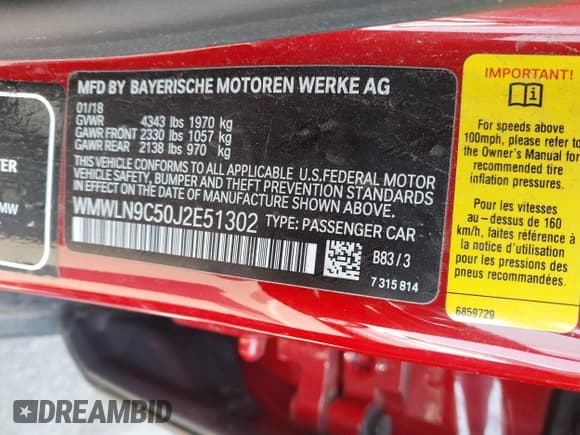 MFD BY BAYERISCHE MOTOREN WERKE AG
01/18
GVWR 4343 lbs 1970 kg
GAWR FRONT 2330 lbs 1057 kg
GAWR REAR 2138 lbs 970 kg
THIS VEHICLE CONFORMS TO ALL APPLICABLE U.S.FEDERAL MOTOR
VEHICLE SAFETY, BUMPER AND THEFT PREVENTION STANDARDS
IN EFFECT ON THE DATE OF MANUFACTURE SHOWN ABOVE.
WMWLN9C50J2E51302 TYPE: PASSENGER CAR
B83/3
7315814
IMPORTANT!
For speeds above
100mph, please refer to
the Owner's Manual for
recommended tire
inflation pressures.
Pour les vitesses
au-dessus de 160
km/h, faites référence à
la notice d'utilisation
pour les pressions des
pneus en conséquence.
6859729
DREAMBID